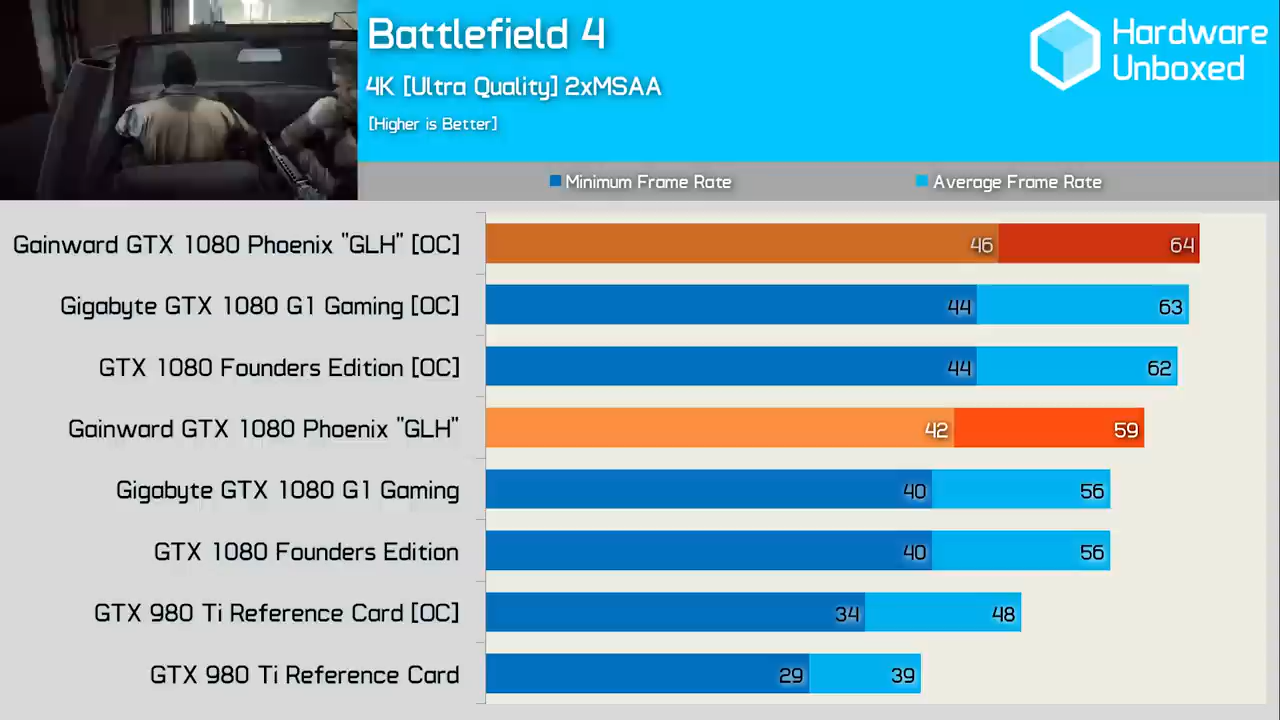 Battlefield 4
4K [Ultra Quality] 2xMSAA
[Higher is Better]
Hardware
Unboxed
Minimum Frame Rate
Average Frame Rate
Gainward GTX 1080 Phoenix "GLH" [OC] 46 64
Gigabyte GTX 1080 G1 Gaming [OC] 44 63
GTX 1080 Founders Edition [OC] 44 62
Gainward GTX 1080 Phoenix "GLH" 42 59
Gigabyte GTX 1080 G1 Gaming 40 56
GTX 1080 Founders Edition 40 56
GTX 980 Ti Reference Card [OC] 34 48
GTX 980 Ti Reference Card 29 39